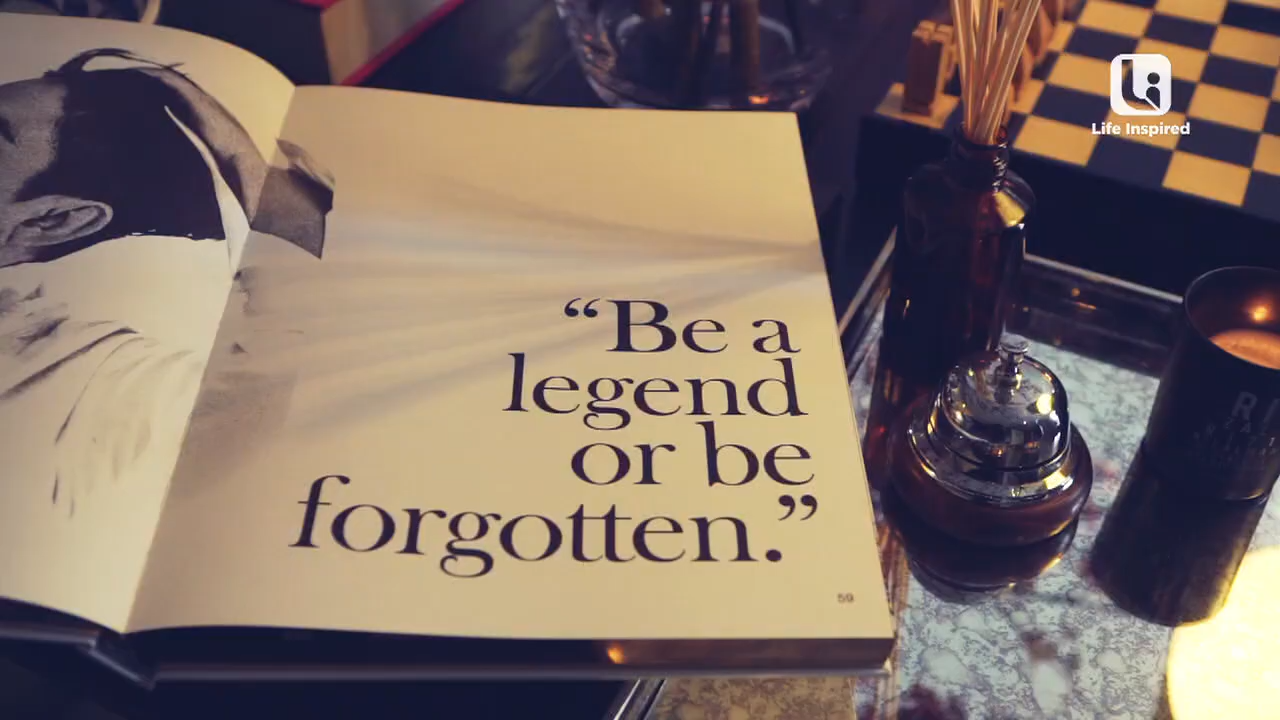 Life Inspired
“Be a
legend
or be
forgotten.”
59